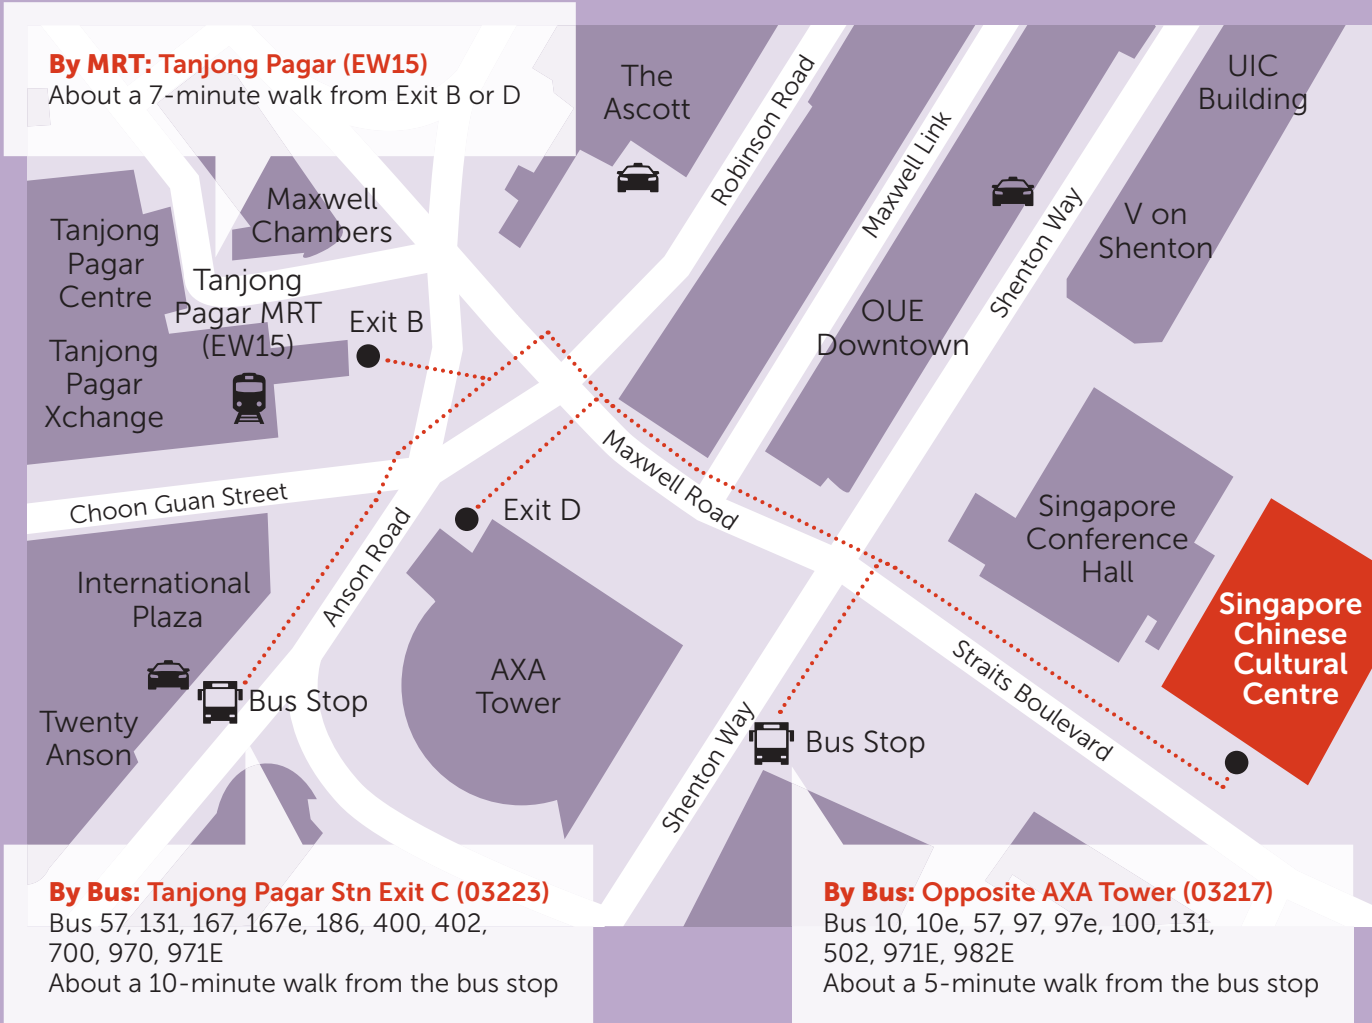 By MRT: Tanjong Pagar (EW15)
About a 7-minute walk from Exit B or D
The
Ascott
Robinson Road
Maxwell Link
Shenton Way
UIC
Building
V on
Shenton
Maxwell
Chambers
Tanjong
Pagar
Centre
Tanjong
Pagar MRT
(EW15)
Exit B
Tanjong
Pagar
Xchange
OUE
Downtown
Choon Guan Street
Maxwell Road
Exit D
Anson Road
Singapore
Conference
Hall
International
Plaza
Singapore
Chinese
Cultural
Centre
AXA
Tower
Straits Boulevard
Bus Stop
Twenty
Anson
Shenton Way
Bus Stop
By Bus: Tanjong Pagar Stn Exit C (03223)
Bus 57, 131, 167, 167e, 186, 400, 402,
700, 970, 971E
About a 10-minute walk from the bus stop
By Bus: Opposite AXA Tower (03217)
Bus 10, 10e, 57, 97, 97e, 100, 131,
502, 971E, 982E
About a 5-minute walk from the bus stop